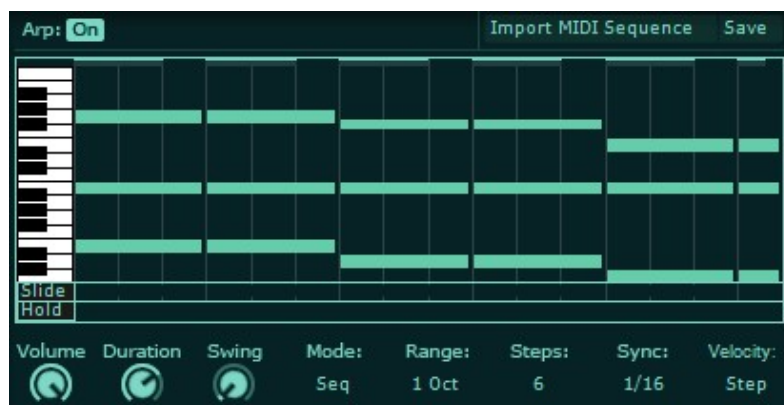 Arp: On Import MIDI Sequence Save
Slide
Hold
Volume Duration Swing Mode: Range: Steps: Sync: Velocity:
Seq 1 Oct 6 1/16 Step